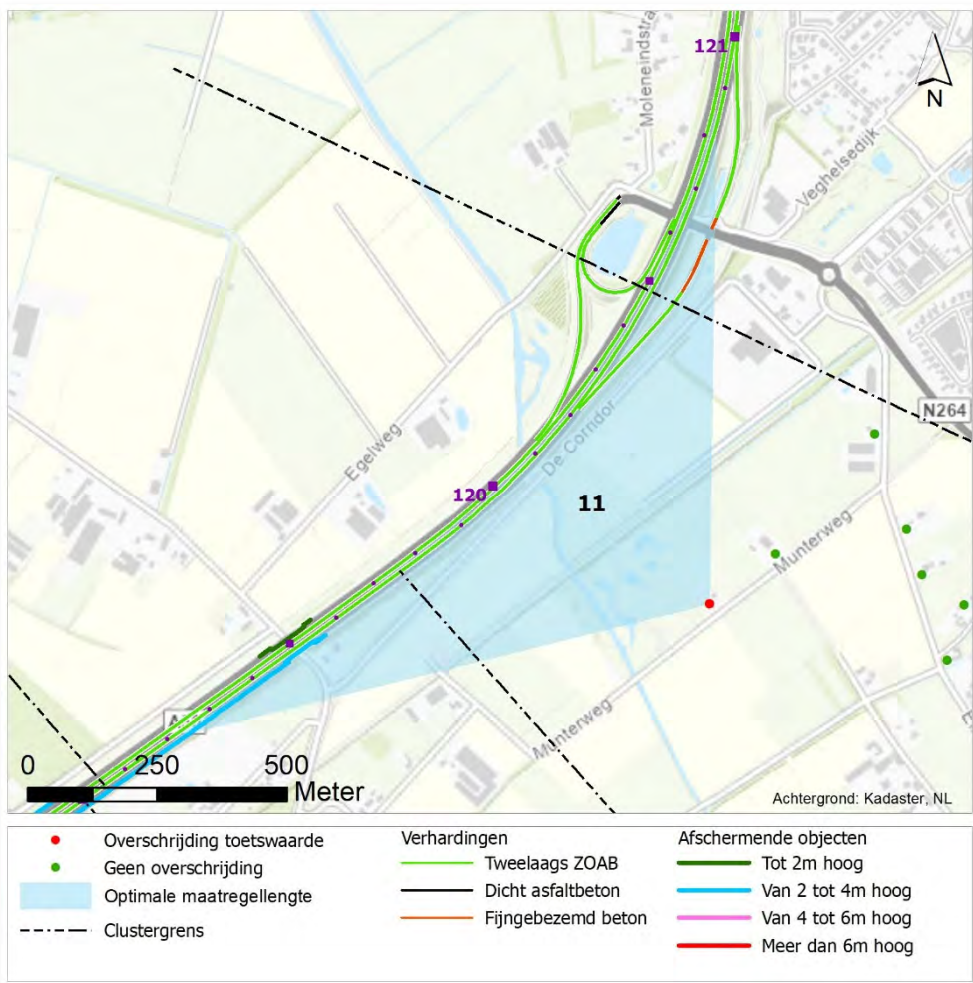 121
Moleneindstra
N
Veghelsedijk
N264
Egelweg
De Corridor
120
11
Munterweg
Munterweg
0 250 500
Meter
Achtergrond: Kadaster, NL
Overschrijding toetswaarde
Geen overschrijding
Optimale maatregellengte
Clustergrens
Verhardingen
Tweelaags ZOAB
Dicht asfaltbeton
Fijngebezemd beton
Afschermende objecten
Tot 2m hoog
Van 2 tot 4m hoog
Van 4 tot 6m hoog
Meer dan 6m hoog